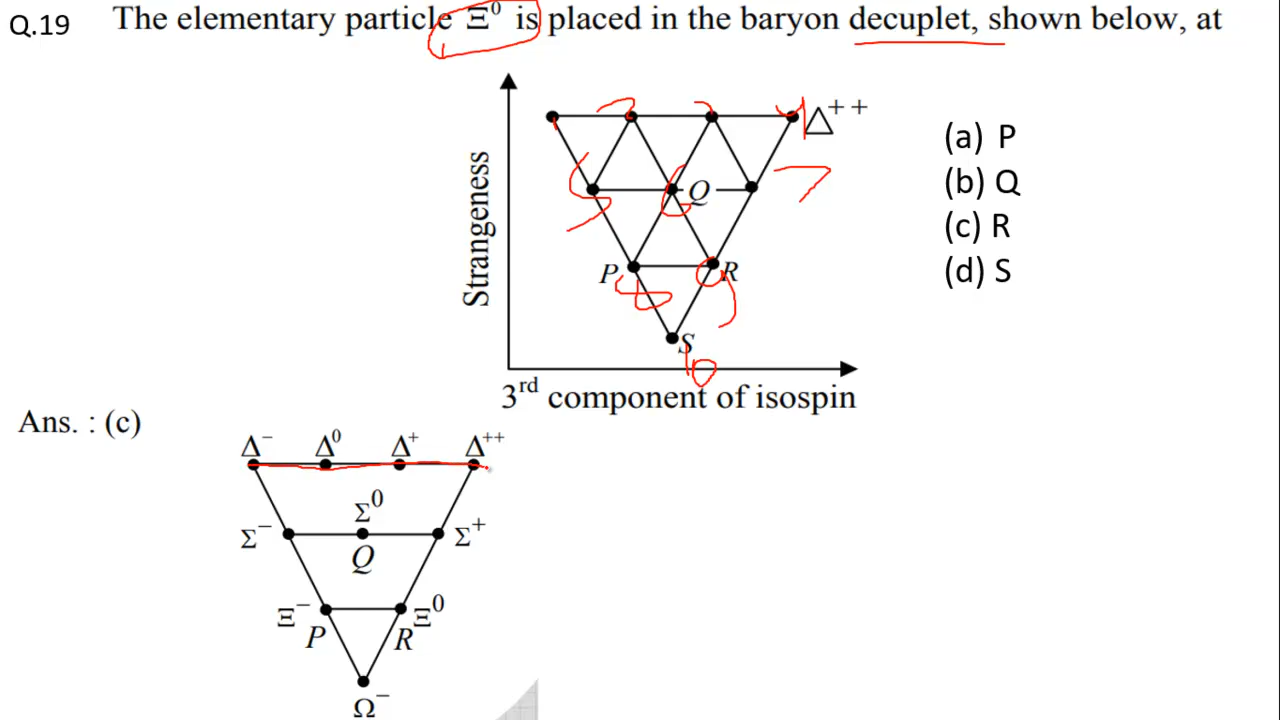 Q.19 The elementary particle Ξ⁰ is placed in the baryon decuplet, shown below, at
Δ⁺⁺
Strangeness
Q
P
R
S
3rd component of isospin
(a) P
(b) Q
(c) R
(d) S
Ans. : (c)
Δ⁻ Δ⁰ Δ⁺ Δ⁺⁺
Σ⁻ Σ⁰ Σ⁺
Q
Ξ⁻ Ξ⁰
P R
Ω⁻